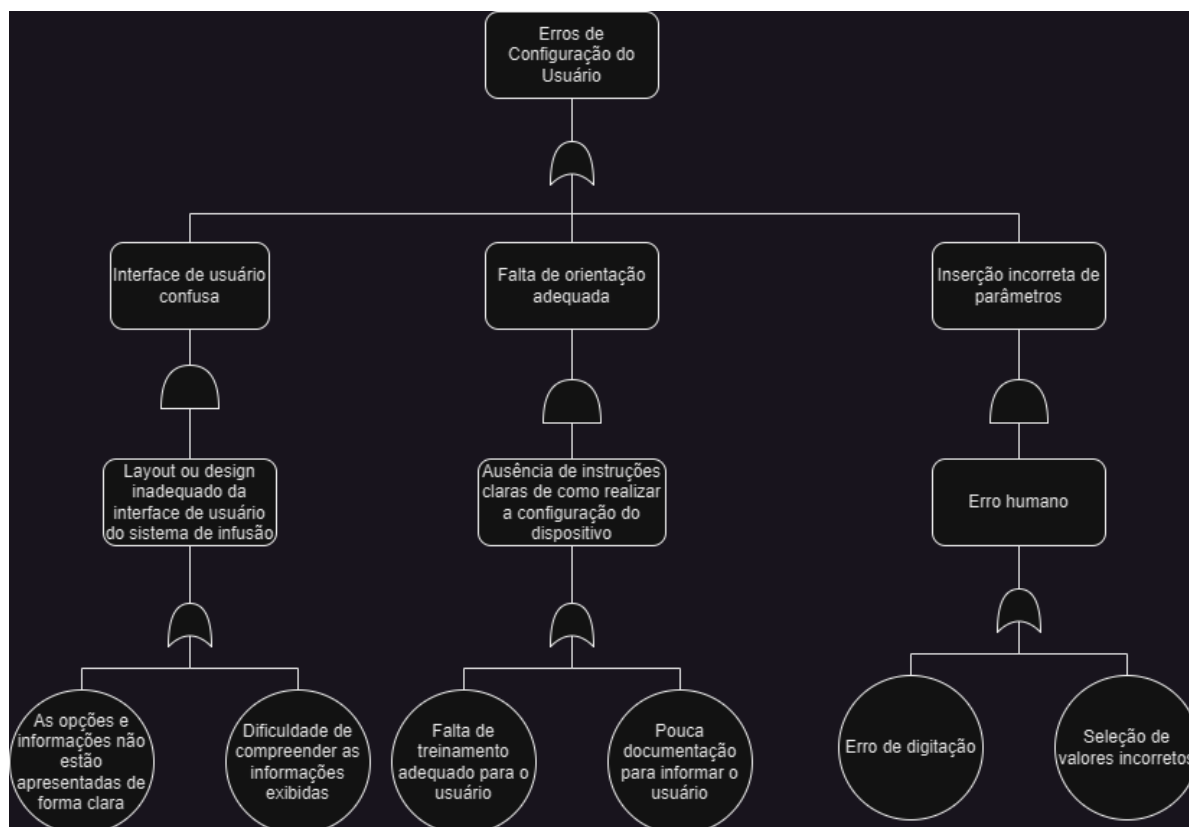 Erros de
Configuração do
Usuário
Interface de usuário
confusa
Falta de orientação
adequada
Inserção incorreta de
parâmetros
Layout ou design
inadequado da
interface de usuário
do sistema de infusão
Ausência de instruções
claras de como realizar
a configuração do
dispositivo
Erro humano
As opções e
informações não
estão
apresentadas de
forma clara
Dificuldade de
compreender as
informações
exibidas
Falta de
treinamento
adequado para o
usuário
Pouca
documentação
para informar o
usuário
Erro de digitação
Seleção de
valores incorretos